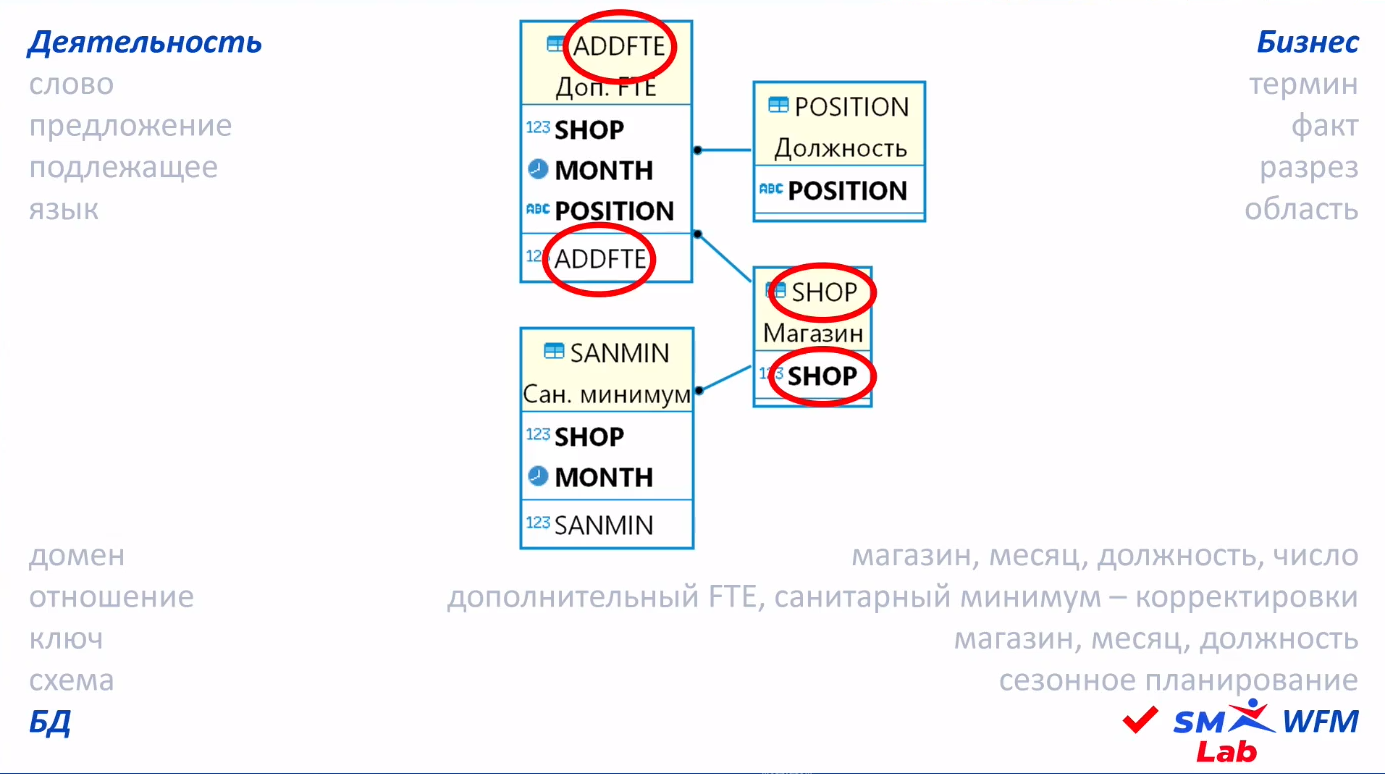 Деятельность
слово
предложение
подлежащее
язык
ADDFTE
Доп. FTE
123 SHOP
MONTH
ABC POSITION
ADDFTE
POSITION
Должность
ABC POSITION
SHOP
Магазин
123 SHOP
SANMIN
Сан. минимум
123 SHOP
MONTH
123 SANMIN
Бизнес
термин
факт
разрез
область
домен
отношение
ключ
схема
БД
магазин, месяц, должность, число
дополнительный FTE, санитарный минимум – корректировки
магазин, месяц, должность
сезонное планирование
SM Lab WFM